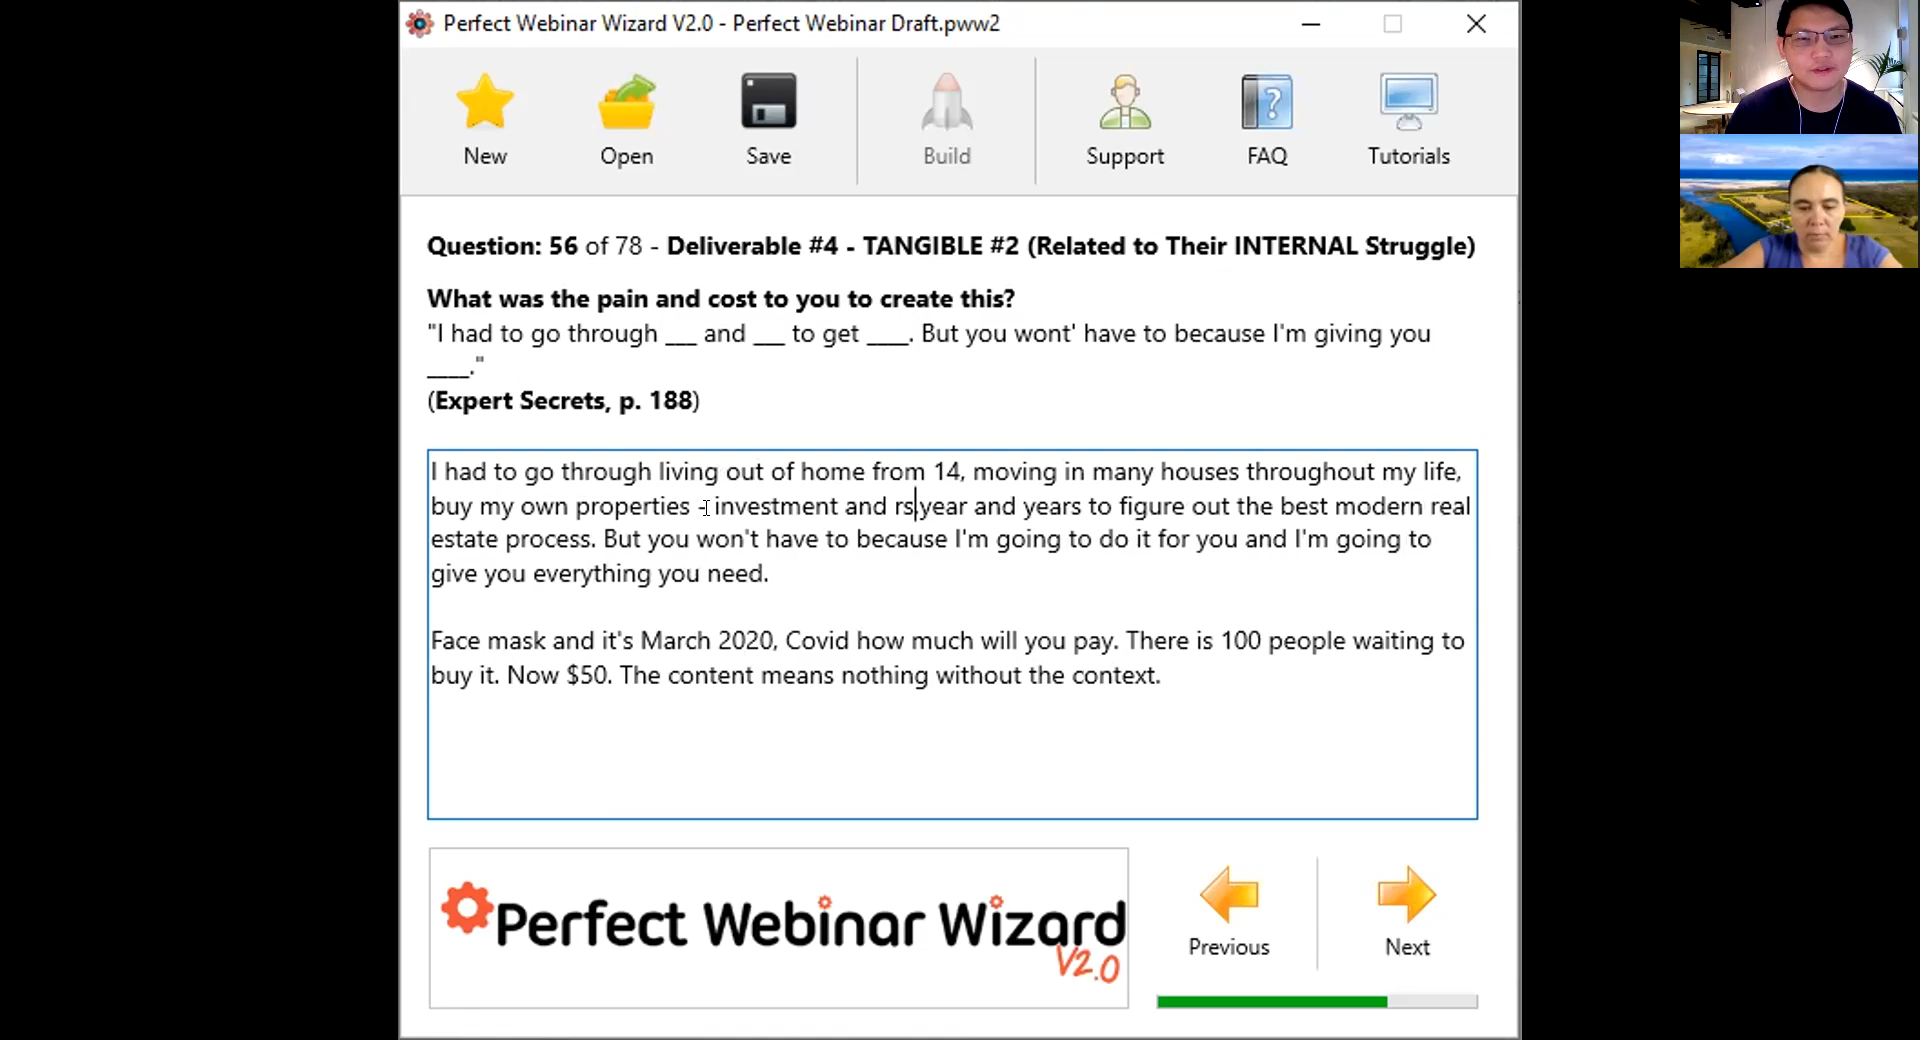 Perfect Webinar Wizard V2.0 - Perfect Webinar Draft.pww2
New Open Save Build Support FAQ Tutorials
Question: 56 of 78 - Deliverable #4 - TANGIBLE #2 (Related to Their INTERNAL Struggle)
What was the pain and cost to you to create this?
"I had to go through ___ and ___ to get ____. But you wont' have to because I'm giving you
____."
(Expert Secrets, p. 188)
I had to go through living out of home from 14, moving in many houses throughout my life,
buy my own properties - investment and rs year and years to figure out the best modern real
estate process. But you won't have to because I'm going to do it for you and I'm going to
give you everything you need.
Face mask and it's March 2020, Covid how much will you pay. There is 100 people waiting to
buy it. Now $50. The content means nothing without the context.
Perfect Webinar Wizard
V2.0
Previous Next